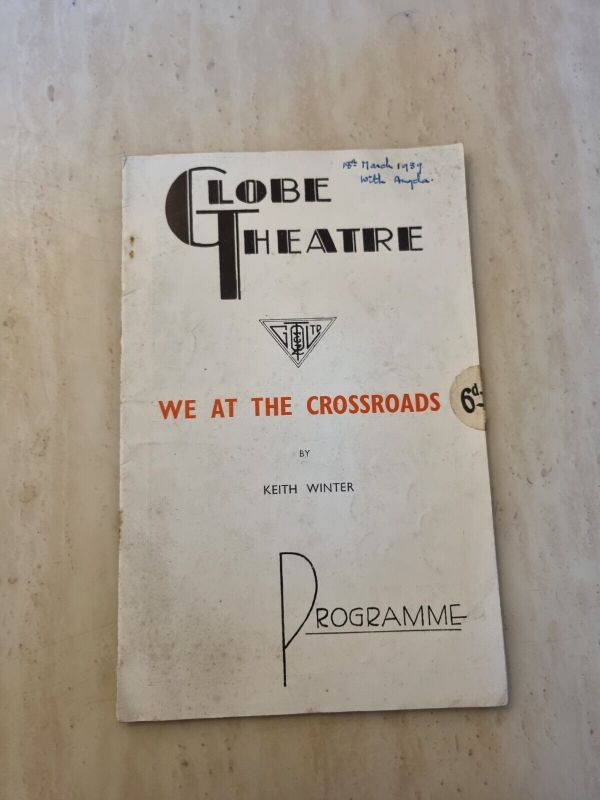 18th March 1939
With Angela.
GLOBE
THEATRE
WE AT THE CROSSROADS
6d.
BY
KEITH WINTER
PROGRAMME